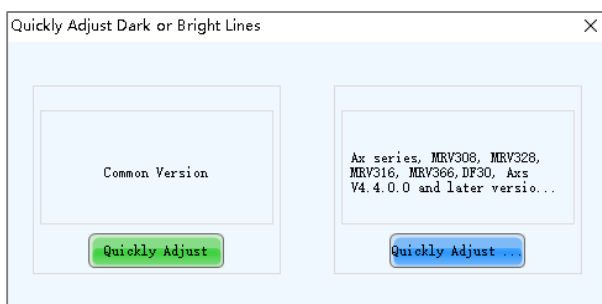 Quickly Adjust Dark or Bright Lines
Common Version
Quickly Adjust
Ax series, MRV308, MRV328,
MRV316, MRV366,DF30, Axs
V4.4.0.0 and later versio...
Quickly Adjust ...